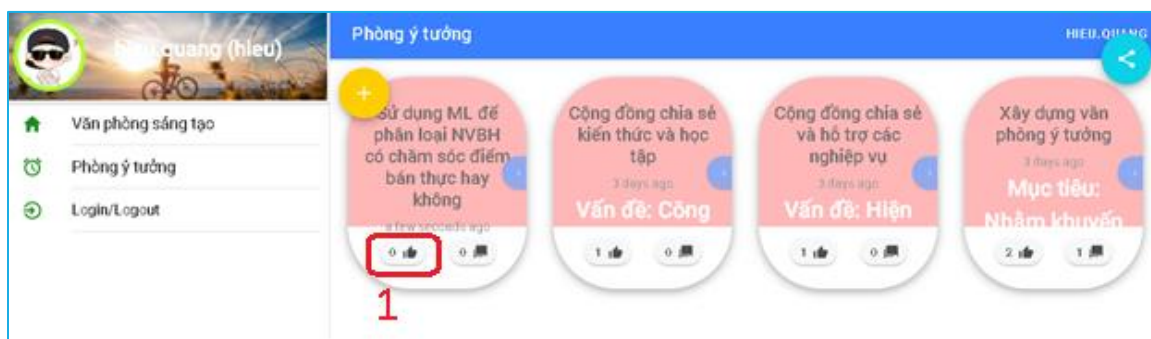 hieu.quang (hieu)
Văn phòng sáng tạo
Phòng ý tưởng
Login/Logout
Phòng ý tưởng
HIEU.QUANG
Sử dụng ML để
phân loại NVBH
có chăm sóc điểm
bán thực hay
không
a few seconds ago
0
0
Cộng đồng chia sẻ
kiến thức và học
tập
3 days ago
Vấn đề: Công
1
0
Cộng đồng chia sẻ
và hỗ trợ các
nghiệp vụ
3 days ago
Vấn đề: Hiện
1
0
Xây dựng văn
phòng ý tưởng
3 days ago
Mục tiêu:
Nhằm khuyến
2
1
1